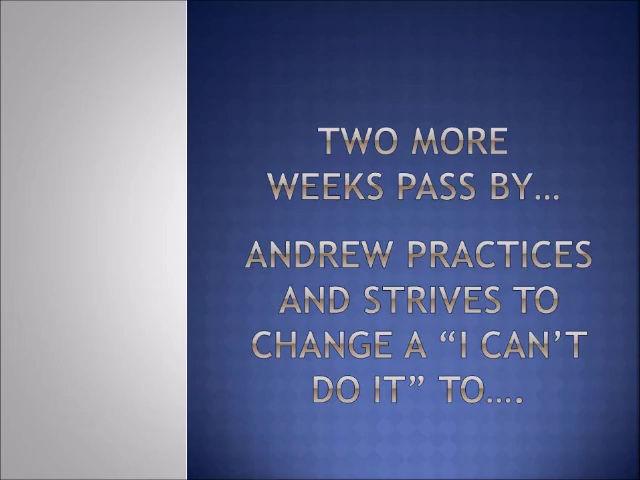 TWO MORE
WEEKS PASS BY…
ANDREW PRACTICES
AND STRIVES TO
CHANGE A “I CAN’T
DO IT” TO….